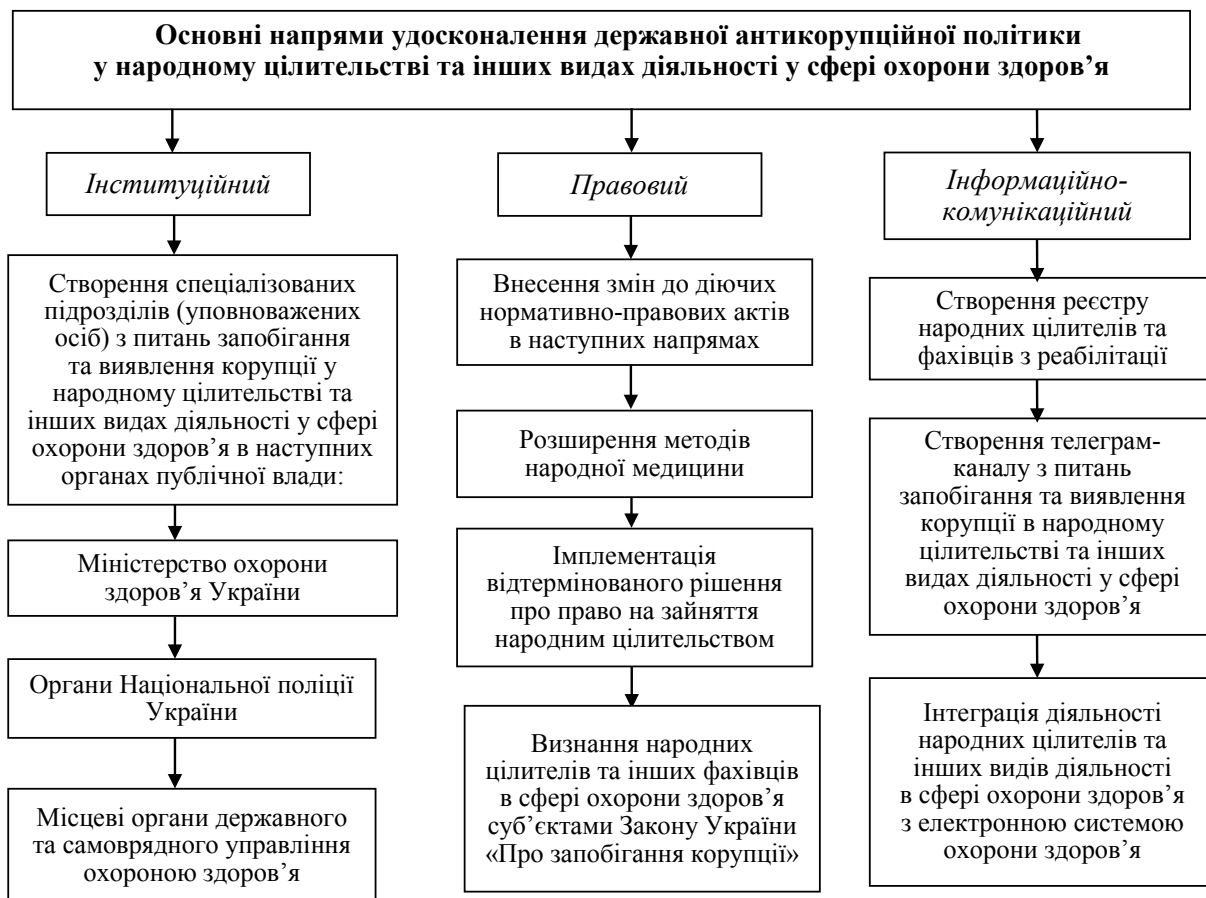 Основні напрями удосконалення державної антикорупційної політики
у народному цілительстві та інших видах діяльності у сфері охорони здоров’я
Інституційний
Створення спеціалізованих
підрозділів (уповноважених
осіб) з питань запобігання
та виявлення корупції у
народному цілительстві та
інших видах діяльності у сфері
охорони здоров’я в наступних
органах публічної влади:
Міністерство охорони
здоров’я України
Органи Національної поліції
України
Місцеві органи державного
та самоврядного управління
охороною здоров’я
Правовий
Внесення змін до діючих
нормативно-правових актів
в наступних напрямах
Розширення методів
народної медицини
Імплементація
відтермінованого рішення
про право на зайняття
народним цілительством
Визнання народних
цілителів та інших фахівців
в сфері охорони здоров’я
суб’єктами Закону України
«Про запобігання корупції»
Інформаційно-
комунікаційний
Створення реєстру
народних цілителів та
фахівців з реабілітації
Створення телеграм-
каналу з питань
запобігання та виявлення
корупції в народному
цілительстві та інших
видах діяльності у сфері
охорони здоров’я
Інтеграція діяльності
народних цілителів та
інших видів діяльності
в сфері охорони здоров’я
з електронною системою
охорони здоров’я